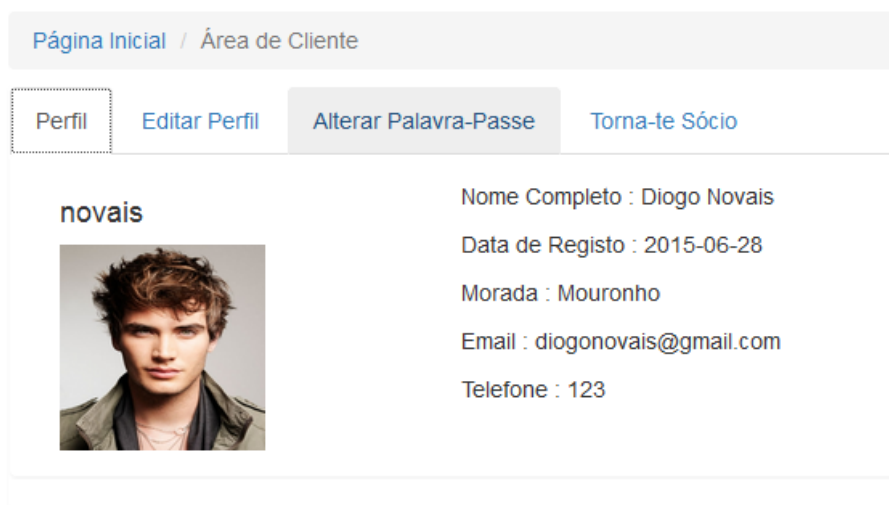 Página Inicial / Área de Cliente
Perfil Editar Perfil Alterar Palavra-Passe Torna-te Sócio
novais
Nome Completo : Diogo Novais
Data de Registo : 2015-06-28
Morada : Mouronho
Email : diogonovais@gmail.com
Telefone : 123